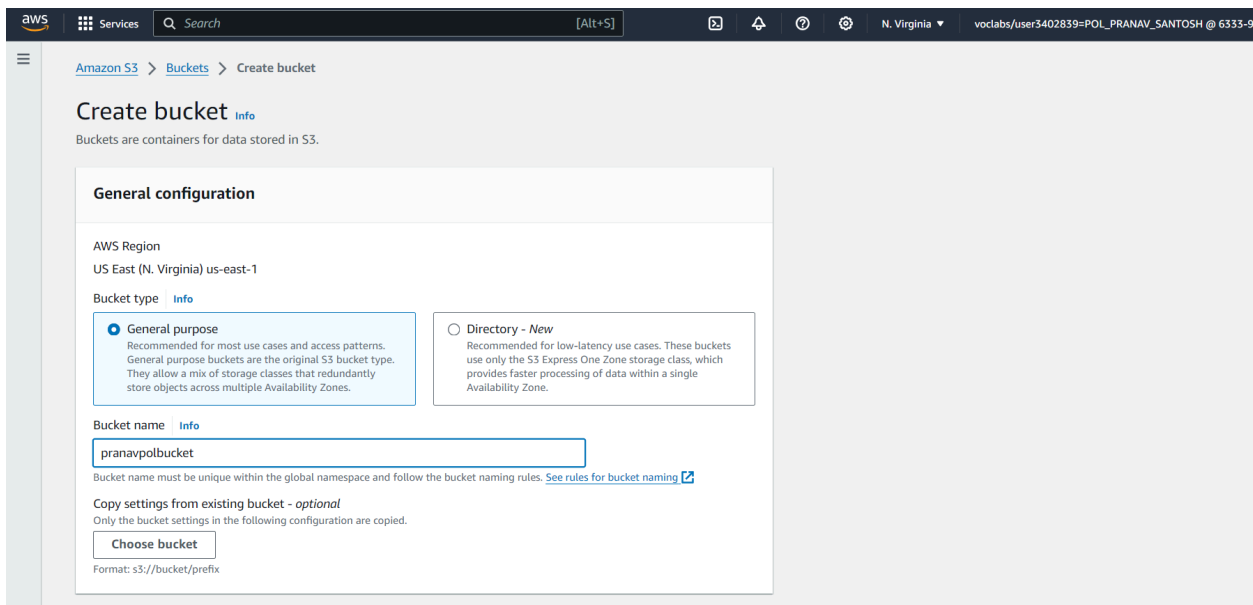 aws
Services
Search
[Alt+S]
N. Virginia
voclabs/user3402839=POL_PRANAV_SANTOSH @ 6333-9
Amazon S3
Buckets
Create bucket
Create bucket Info
Buckets are containers for data stored in S3.
General configuration
AWS Region
US East (N. Virginia) us-east-1
Bucket type Info
General purpose
Recommended for most use cases and access patterns.
General purpose buckets are the original S3 bucket type.
They allow a mix of storage classes that redundantly
store objects across multiple Availability Zones.
Directory - New
Recommended for low-latency use cases. These buckets
use only the S3 Express One Zone storage class, which
provides faster processing of data within a single
Availability Zone.
Bucket name Info
pranavpolbucket
Bucket name must be unique within the global namespace and follow the bucket naming rules. See rules for bucket naming
Copy settings from existing bucket - optional
Only the bucket settings in the following configuration are copied.
Choose bucket
Format: s3://bucket/prefix